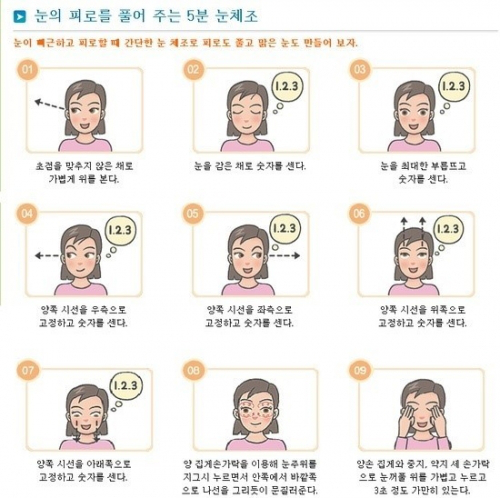 눈의 피로를 풀어 주는 5분 눈체조
눈이 뻐근하고 피로할 때 간단한 눈 체조로 피로도 풀고 맑은 눈도 만들어 보자.
01
초점을 맞추지 않은 채로
가볍게 위를 본다.
02
1.2.3
눈을 감은 채로 숫자를 센다.
03
1.2.3
눈을 최대한 부릅뜨고
숫자를 센다.
04
1.2.3
양쪽 시선을 우측으로
고정하고 숫자를 센다.
05
1.2.3
양쪽 시선을 좌측으로
고정하고 숫자를 센다.
06
1.2.3
양쪽 시선을 위쪽으로
고정하고 숫자를 센다.
07
1.2.3
양쪽 시선을 아래쪽으로
고정하고 숫자를 센다.
08
양 집게손가락을 이용해 눈주위를
지그시 누르면서 안쪽에서 바깥쪽
으로 나선을 그리듯이 문질러준다.
09
양손 집게와 중지, 약지 세 손가락
으로 눈꺼풀 위를 가볍고 누르고
3초 정도 가만히 있는다.